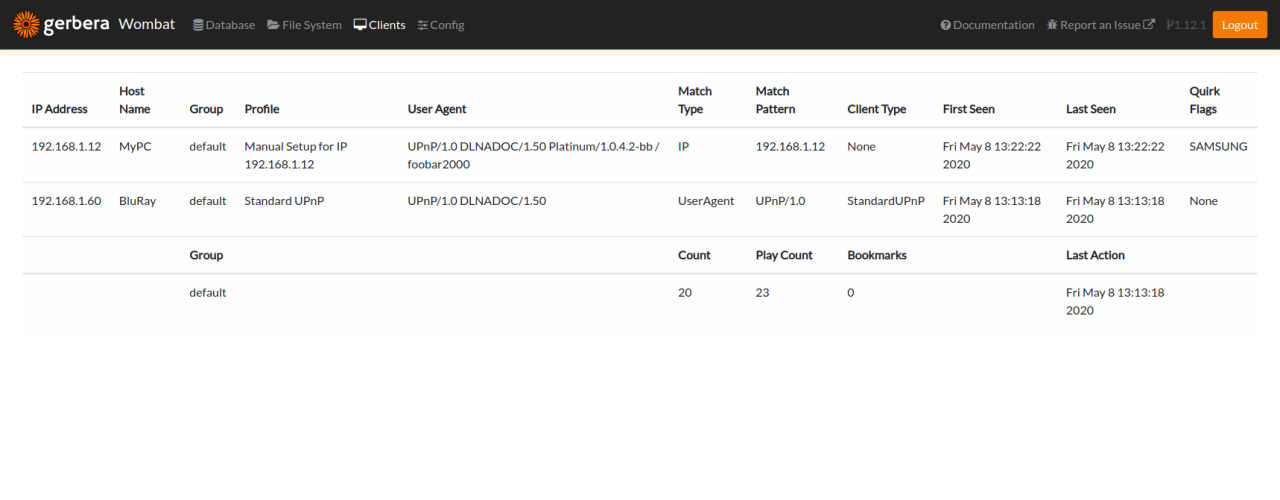 gerbera Wombat Database File System Clients Config Documentation Report an Issue 1.12.1 Logout
IP Address Host Name Group Profile User Agent Match Type Match Pattern Client Type First Seen Last Seen Quirk Flags
192.168.1.12 MyPC default Manual Setup for IP 192.168.1.12 UPnP/1.0 DLNADOC/1.50 Platinum/1.0.4.2-bb / foobar2000 IP 192.168.1.12 None Fri May 8 13:22:22 2020 Fri May 8 13:22:22 2020 SAMSUNG
192.168.1.60 BluRay default Standard UPnP UPnP/1.0 DLNADOC/1.50 UserAgent UPnP/1.0 StandardUPnP Fri May 8 13:13:18 2020 Fri May 8 13:13:18 2020 None
Group Count Play Count Bookmarks Last Action
default 20 23 0 Fri May 8 13:13:18 2020